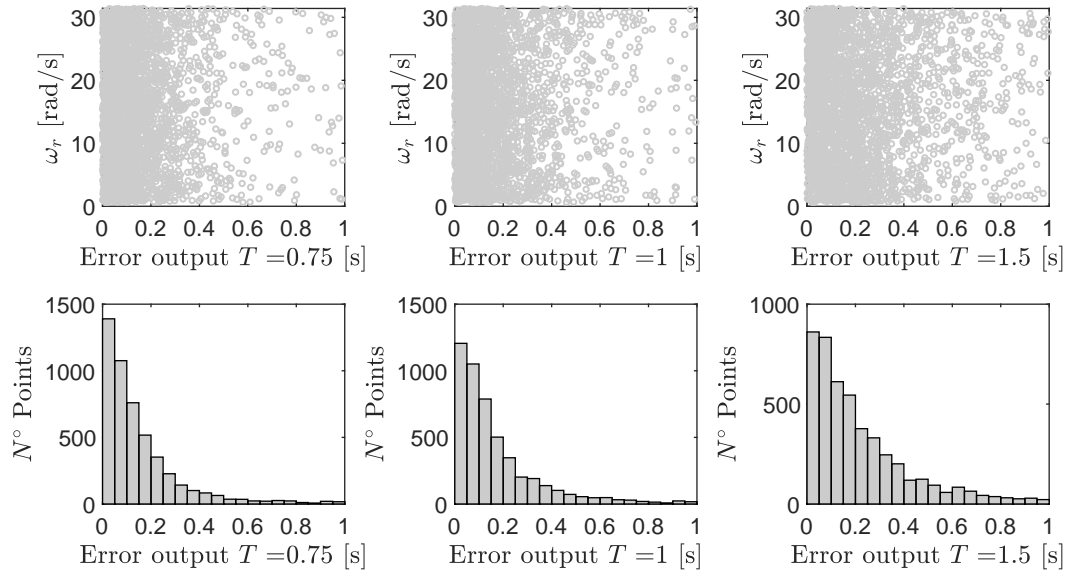 30
20
10
0
ω_r [rad/s]
0 0.2 0.4 0.6 0.8 1
Error output T =0.75 [s]
30
20
10
0
ω_r [rad/s]
0 0.2 0.4 0.6 0.8 1
Error output T =1 [s]
30
20
10
0
ω_r [rad/s]
0 0.2 0.4 0.6 0.8 1
Error output T =1.5 [s]
1500
1000
500
0
N° Points
0 0.2 0.4 0.6 0.8 1
Error output T =0.75 [s]
1500
1000
500
0
N° Points
0 0.2 0.4 0.6 0.8 1
Error output T =1 [s]
1000
500
0
N° Points
0 0.2 0.4 0.6 0.8 1
Error output T =1.5 [s]